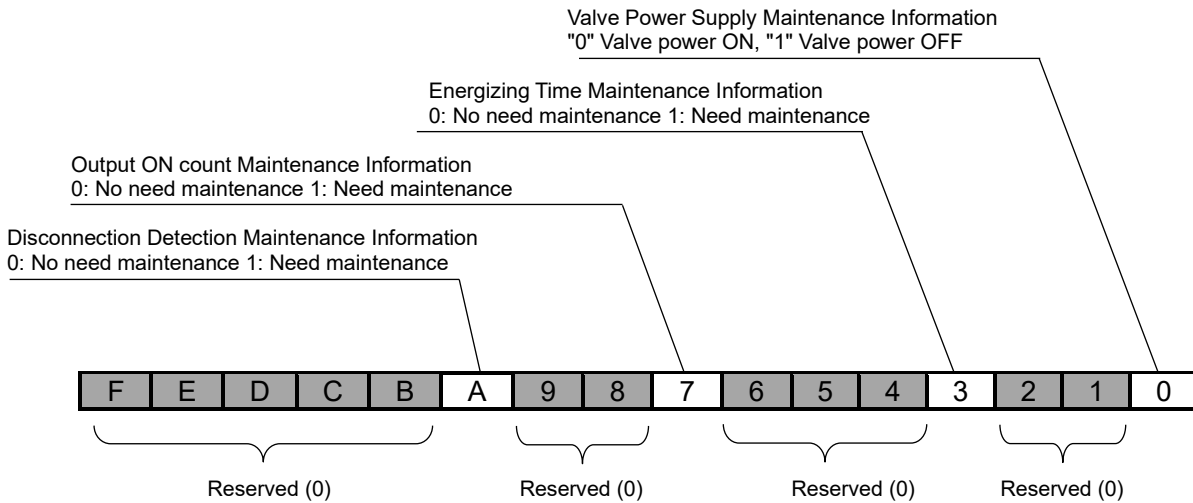 Valve Power Supply Maintenance Information
"0" Valve power ON, "1" Valve power OFF
Energizing Time Maintenance Information
0: No need maintenance 1: Need maintenance
Output ON count Maintenance Information
0: No need maintenance 1: Need maintenance
Disconnection Detection Maintenance Information
0: No need maintenance 1: Need maintenance
F E D C B A 9 8 7 6 5 4 3 2 1 0
Reserved (0) Reserved (0) Reserved (0) Reserved (0)